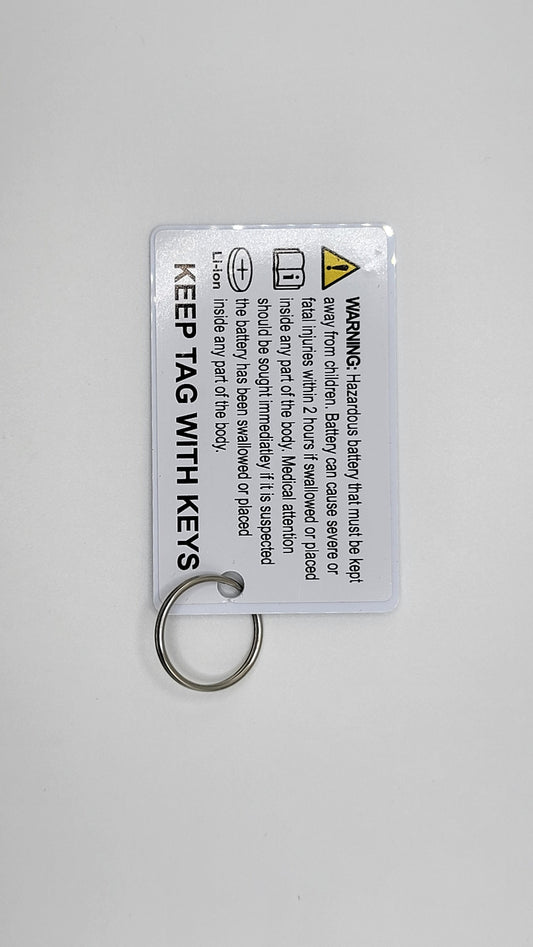 WARNING: Hazardous battery that must be kept
away from children. Battery can cause severe or
fatal injuries within 2 hours if swallowed or placed
inside any part of the body. Medical attention
should be sought immediatley if it is suspected
the battery has been swallowed or placed
inside any part of the body.
Li-ion
KEEP TAG WITH KEYS